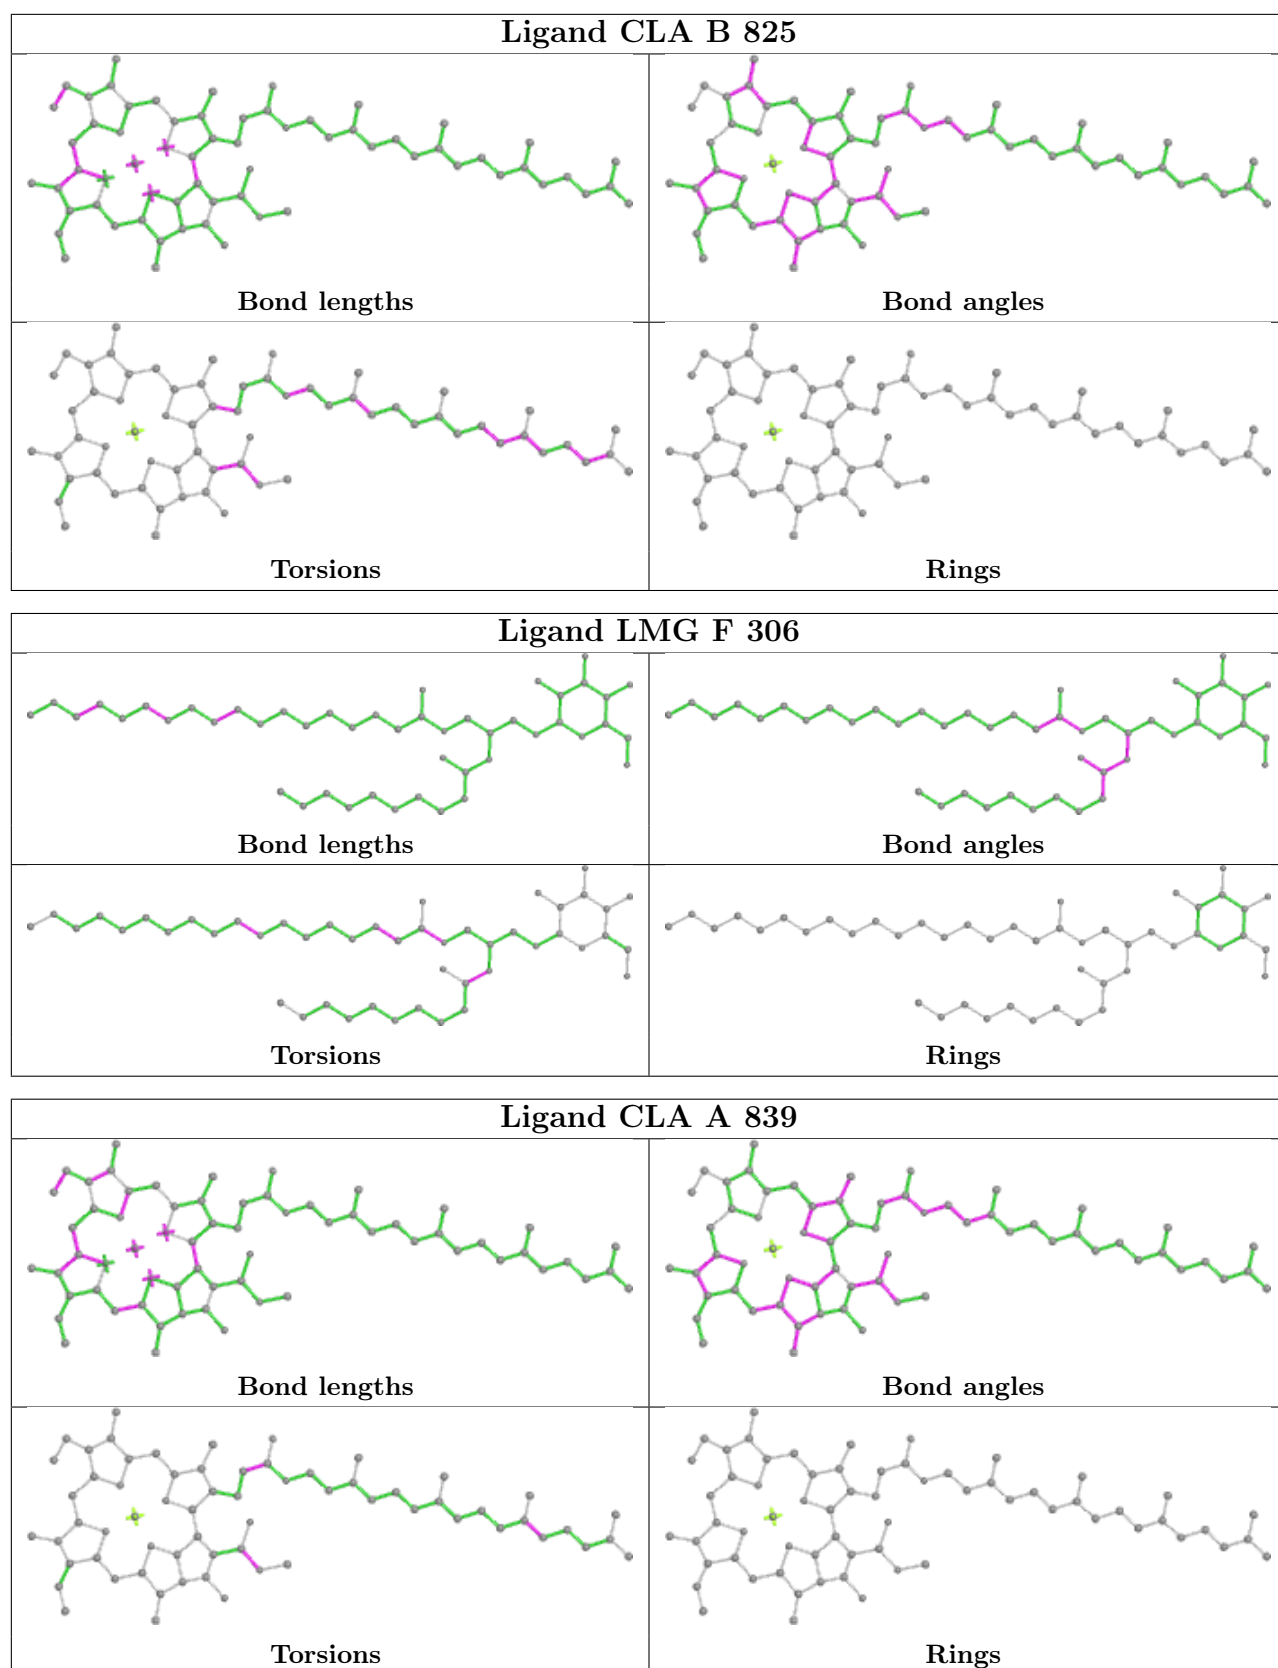 Ligand CLA B 825
Bond lengths
Bond angles
Torsions
Rings
Ligand LMG F 306
Bond lengths
Bond angles
Torsions
Rings
Ligand CLA A 839
Bond lengths
Bond angles
Torsions
Rings